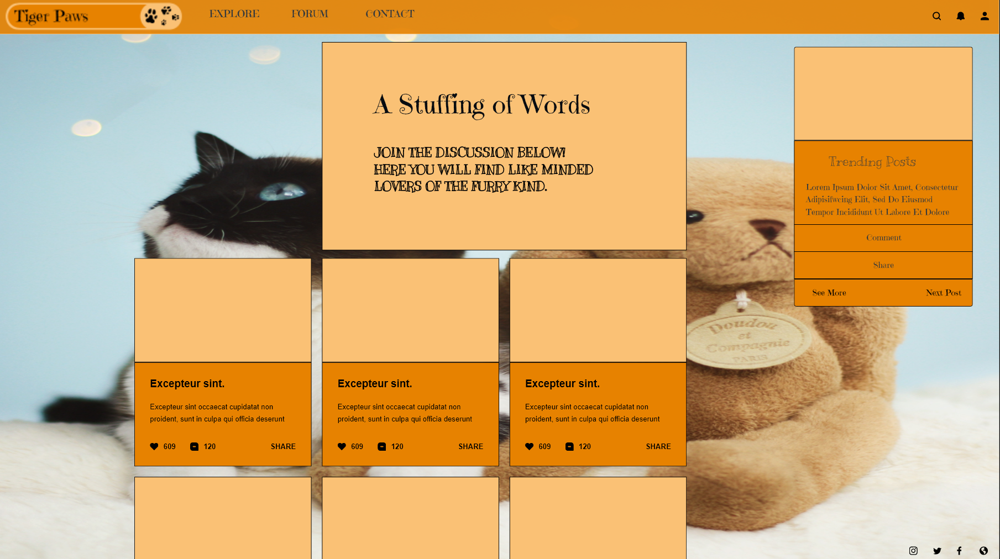 Tiger Paws
EXPLORE
FORUM
CONTACT
A Stuffing of Words
JOIN THE DISCUSSION BELOW!
HERE YOU WILL FIND LIKE MINDED
LOVERS OF THE FURRY KIND.
Trending Posts
Lorem Ipsum Dolor Sit Amet, Consectetur
Adipisifwcing Elit, Sed Do Eiusmod
Tempor Incididunt Ut Labore Et Dolore
Comment
Share
See More
Next Post
Doudou
et
Compagnie
PARIS
Excepteur sint.
Excepteur sint occaecat cupidatat non
proident, sunt in culpa qui officia deserunt
609
120
SHARE
Excepteur sint.
Excepteur sint occaecat cupidatat non
proident, sunt in culpa qui officia deserunt
609
120
SHARE
Excepteur sint.
Excepteur sint occaecat cupidatat non
proident, sunt in culpa qui officia deserunt
609
120
SHARE